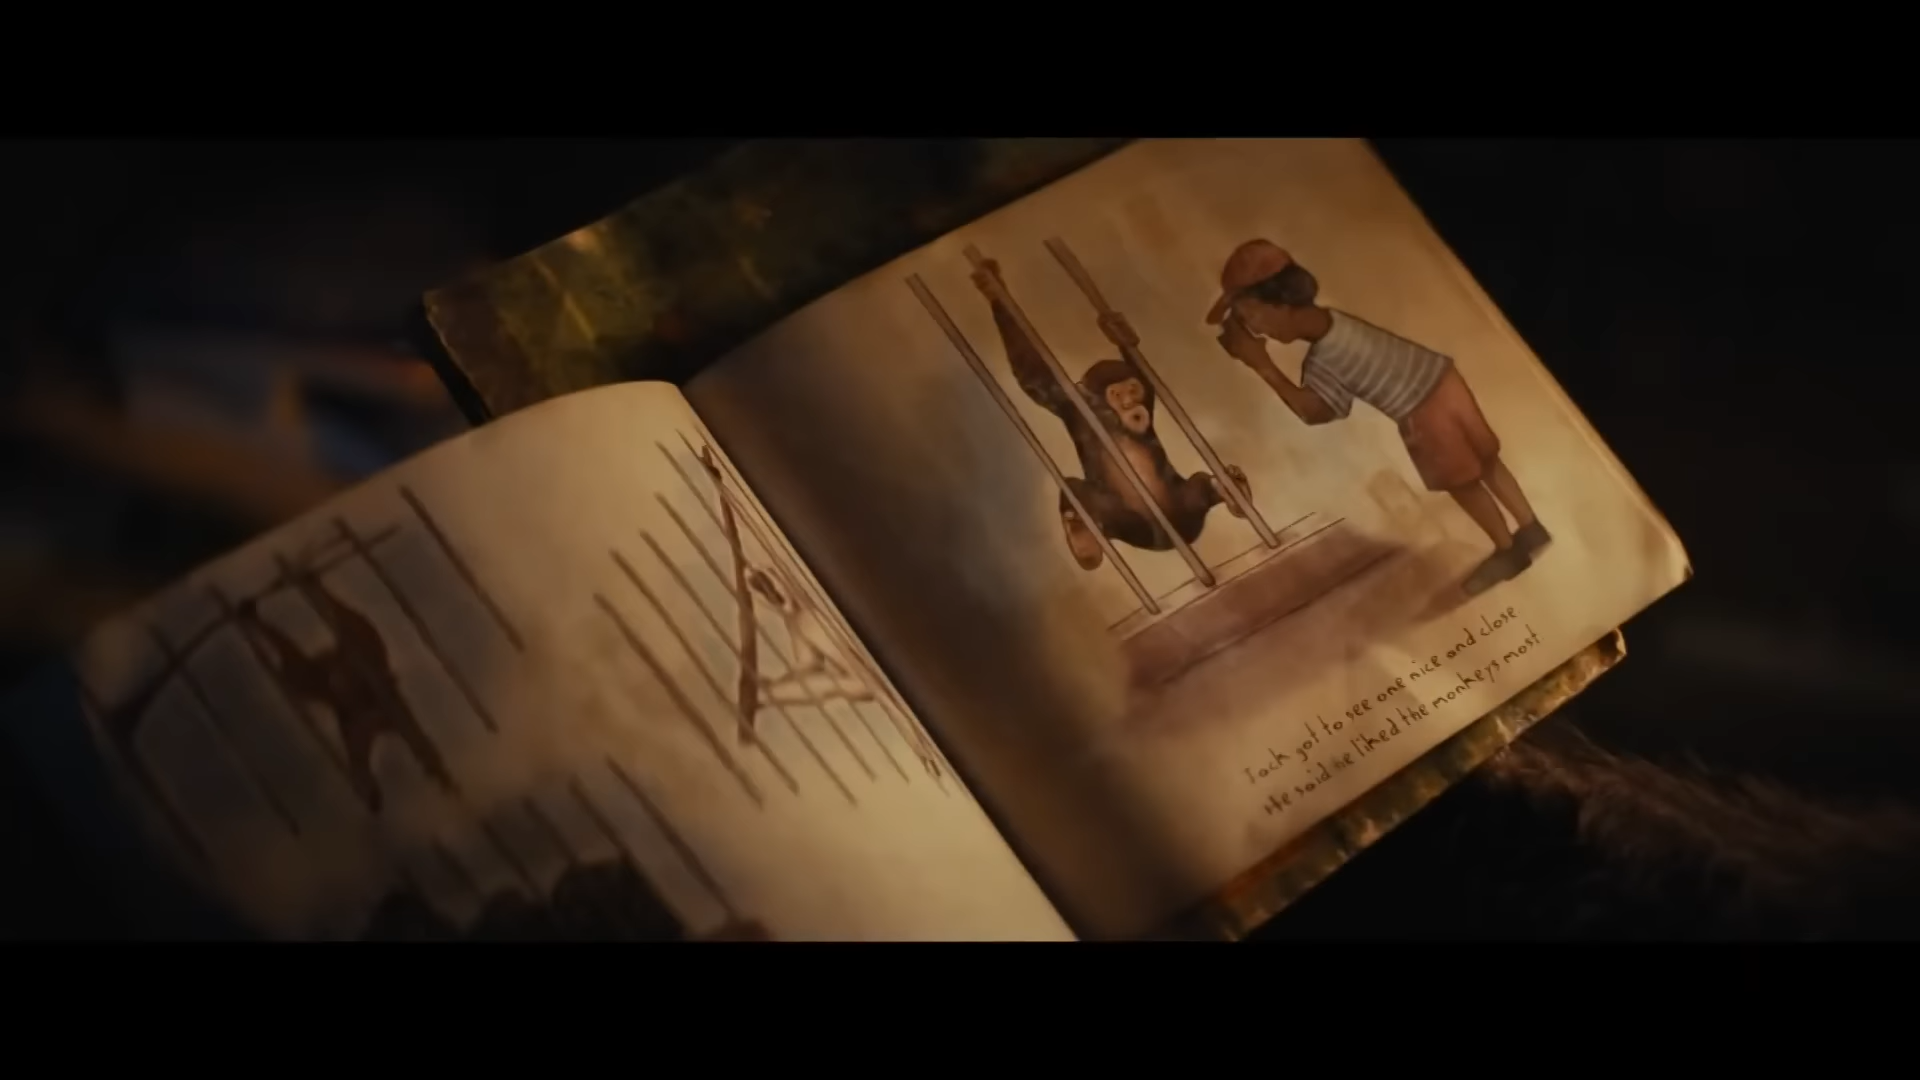 Jack got to see one nice and close.
He said he liked the monkeys most.